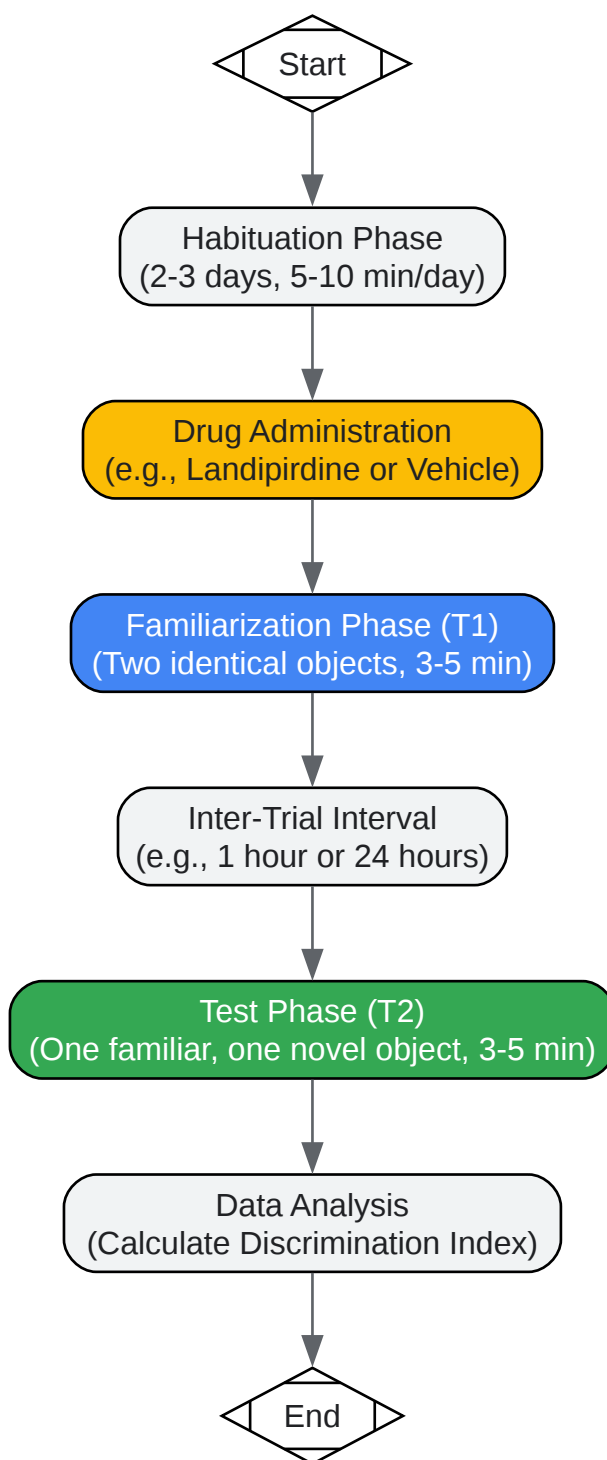 Start
Habituation Phase
(2-3 days, 5-10 min/day)
Drug Administration
(e.g., Landipirdine or Vehicle)
Familiarization Phase (T1)
(Two identical objects, 3-5 min)
Inter-Trial Interval
(e.g., 1 hour or 24 hours)
Test Phase (T2)
(One familiar, one novel object, 3-5 min)
Data Analysis
(Calculate Discrimination Index)
End